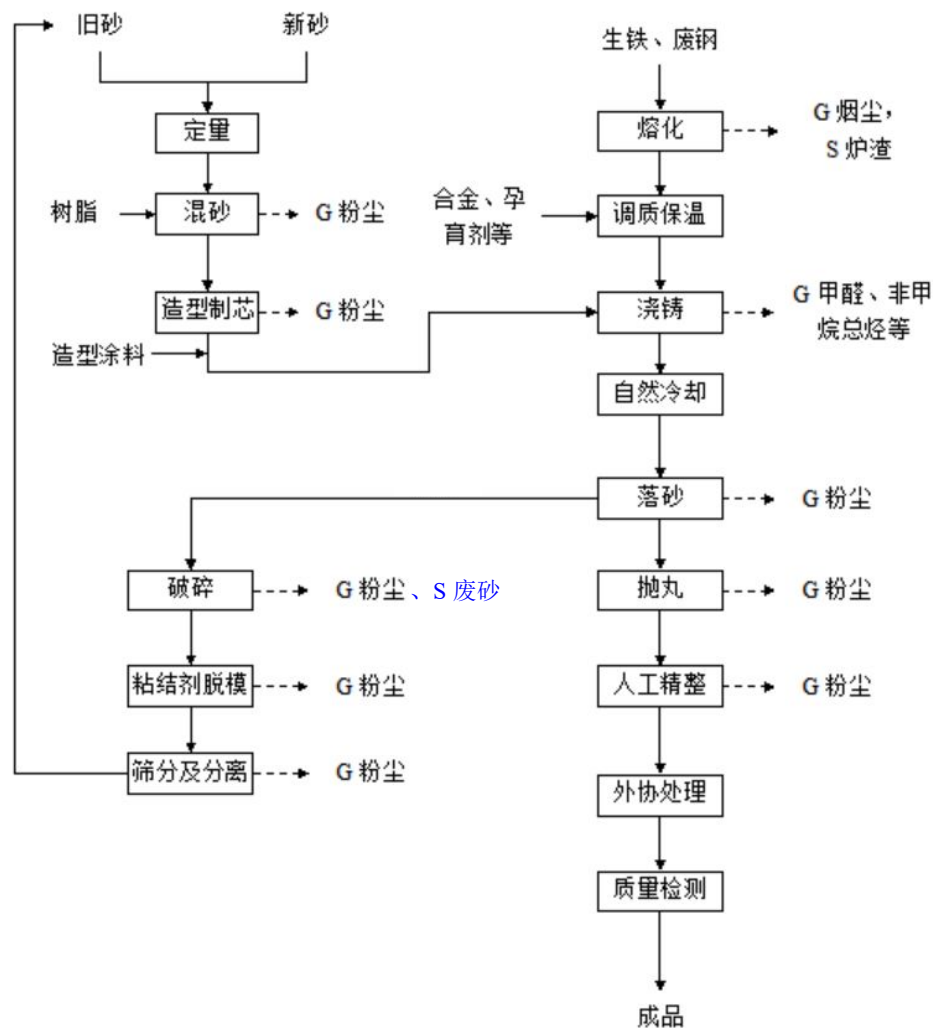 旧砂
新砂
生铁、废钢
定量
熔化
G 烟尘，
S 炉渣
树脂
混砂
G 粉尘
合金、孕
育剂等
调质保温
造型制芯
G 粉尘
浇铸
G 甲醛、非甲
烷总烃等
造型涂料
自然冷却
落砂
G 粉尘
破碎
G 粉尘、S 废砂
抛丸
G 粉尘
粘结剂脱模
G 粉尘
人工精整
G 粉尘
筛分及分离
G 粉尘
外协处理
质量检测
成品